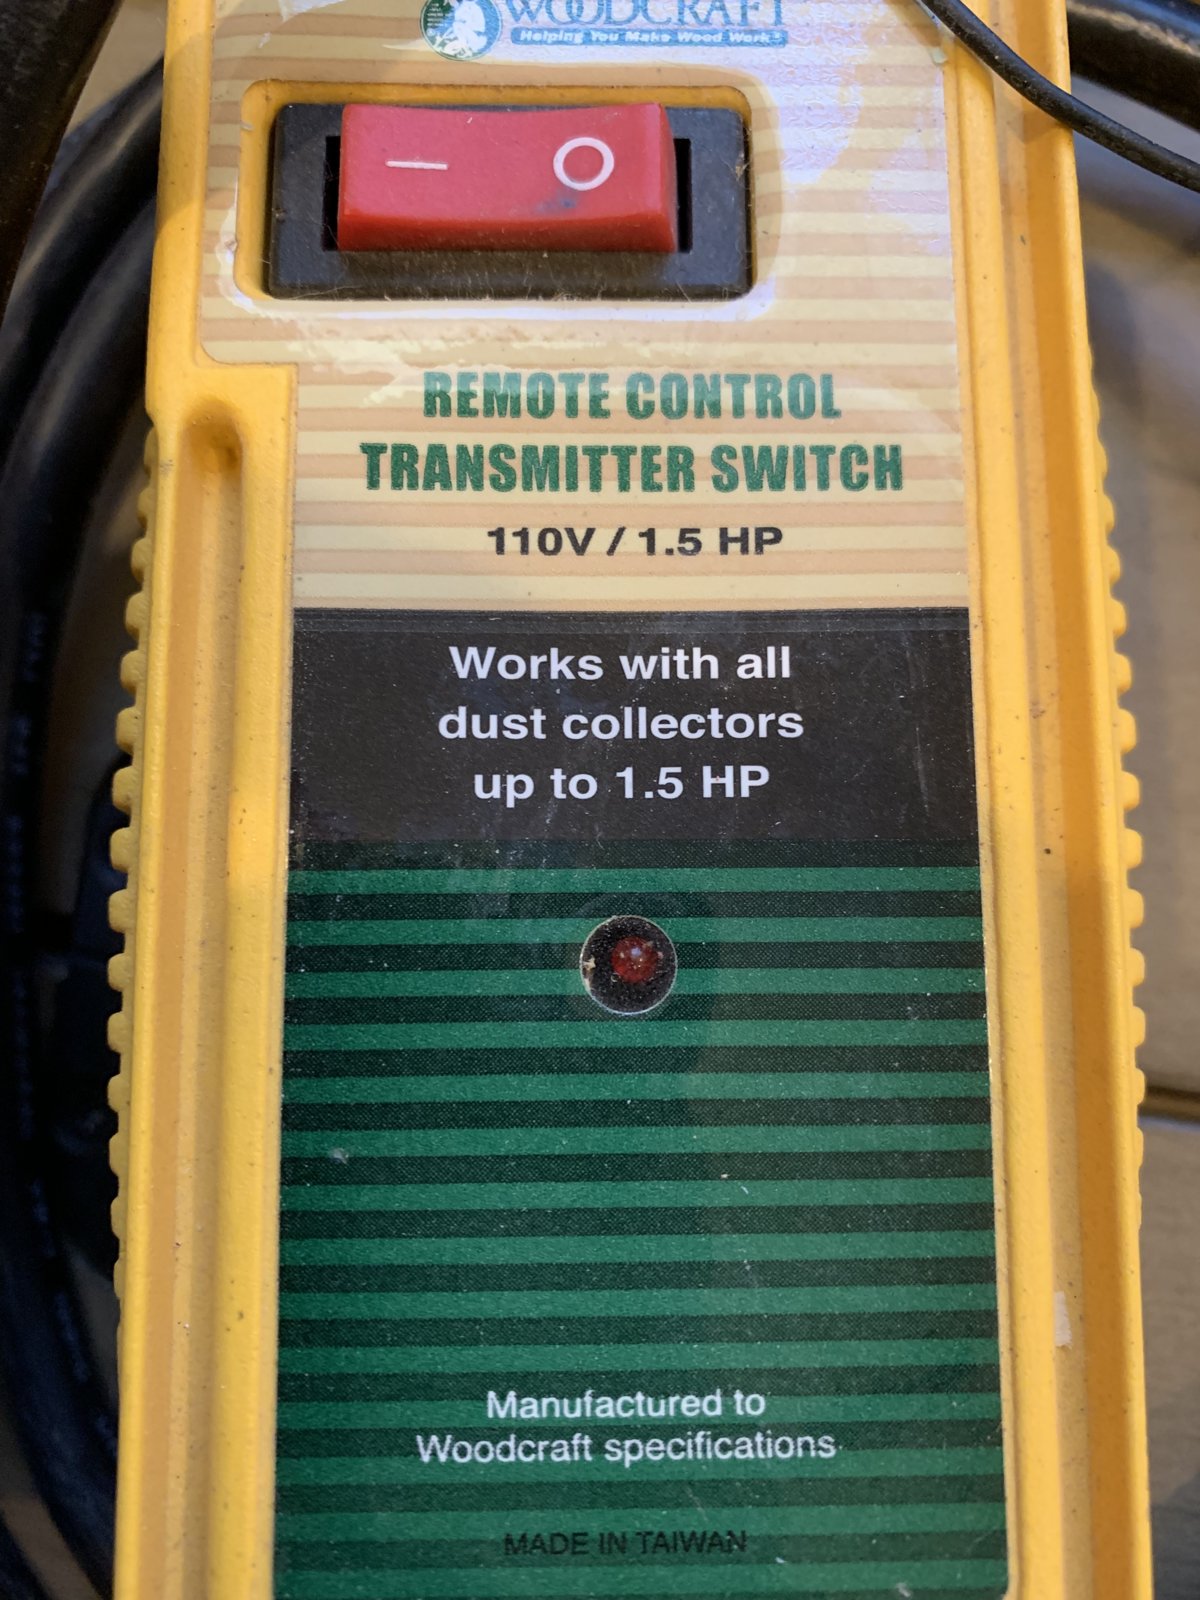 WOODCRAFT
Helping You Make Wood Work®
— O
REMOTE CONTROL
TRANSMITTER SWITCH
110V / 1.5 HP
Works with all
dust collectors
up to 1.5 HP
Manufactured to
Woodcraft specifications
MADE IN TAIWAN